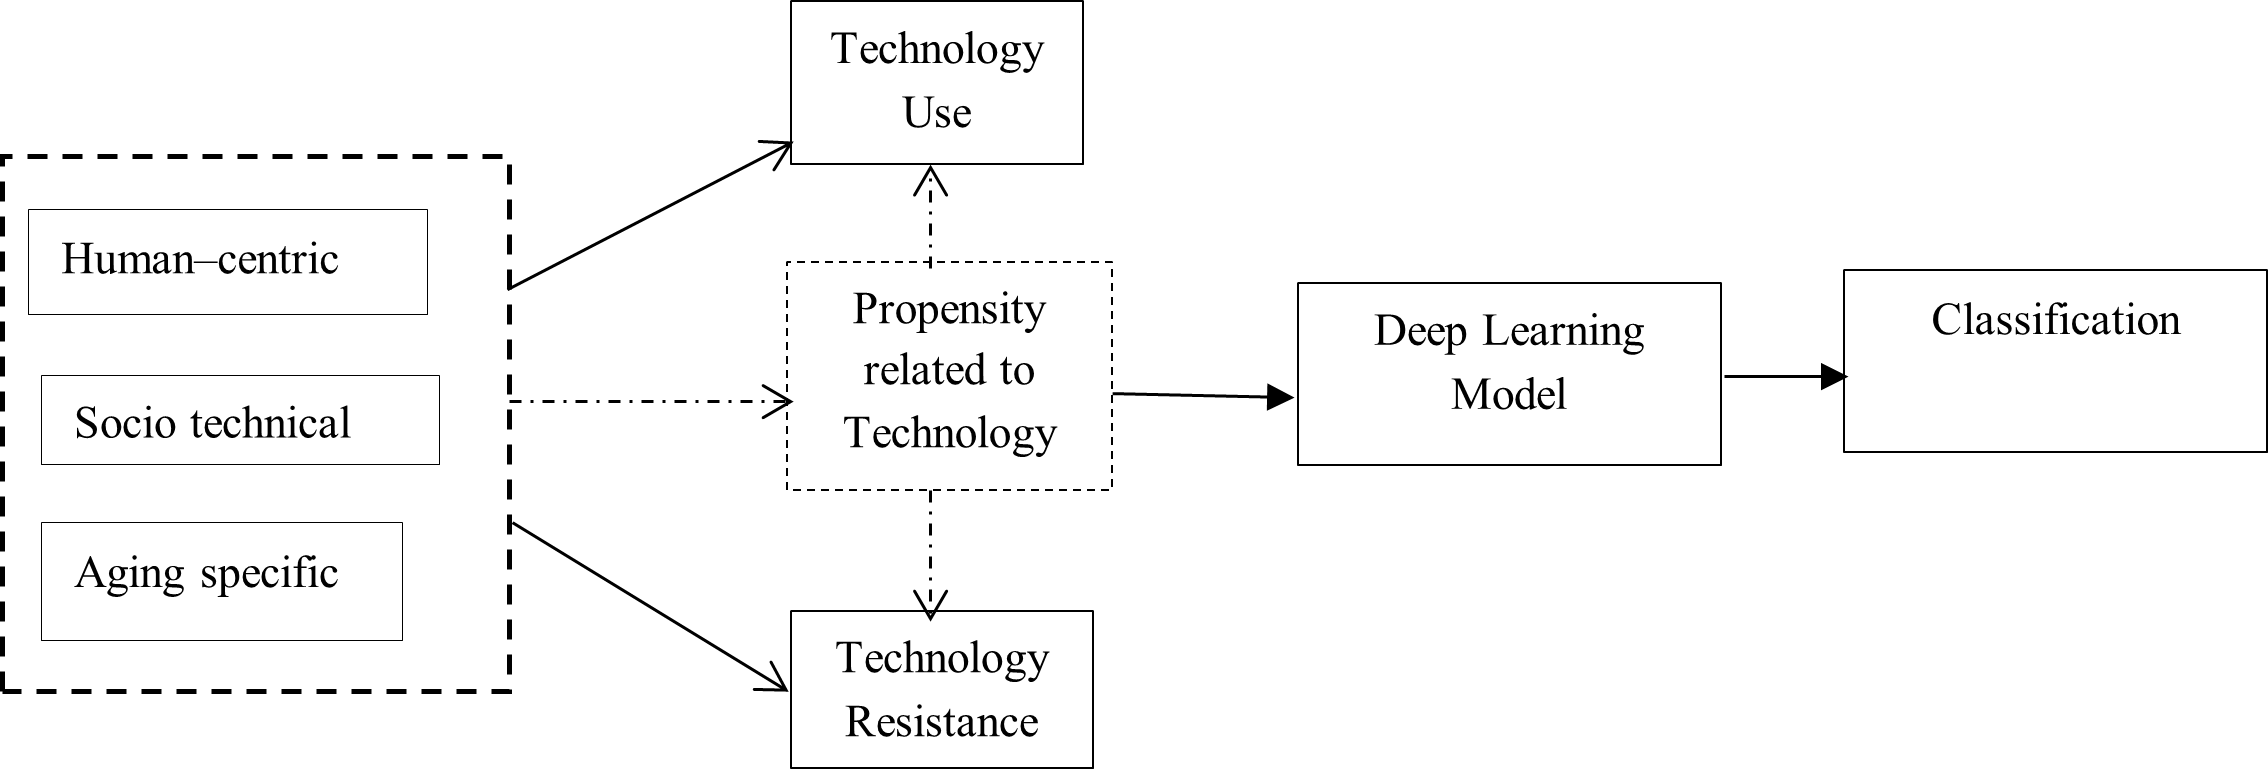 Human–centric
Socio technical
Aging specific
Technology
Use
Propensity
related to
Technology
Technology
Resistance
Deep Learning
Model
Classification